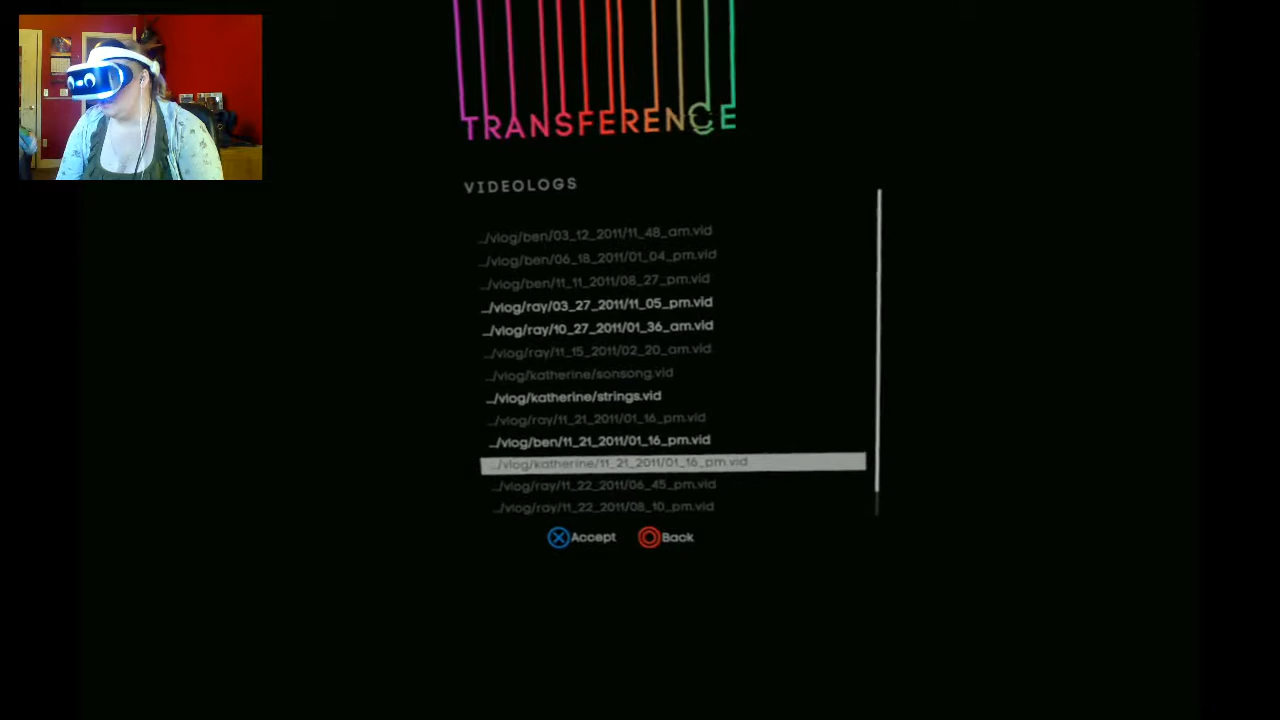 TRANSFERENCE
VIDEOLOGS
../vlog/ben/03_12_2011/11_48_am.vid
../vlog/ben/06_18_2011/01_04_pm.vid
../vlog/ben/11_11_2011/08_27_pm.vid
../vlog/ray/03_27_2011/11_05_pm.vid
../vlog/ray/10_27_2011/01_36_am.vid
../vlog/ray/11_15_2011/02_20_am.vid
../vlog/katherine/sonsong.vid
../vlog/katherine/strings.vid
../vlog/ray/11_21_2011/01_16_pm.vid
../vlog/ben/11_21_2011/01_16_pm.vid
../vlog/katherine/11_21_2011/01_16_pm.vid
../vlog/ray/11_22_2011/06_45_pm.vid
../vlog/ray/11_22_2011/08_10_pm.vid
Accept Back